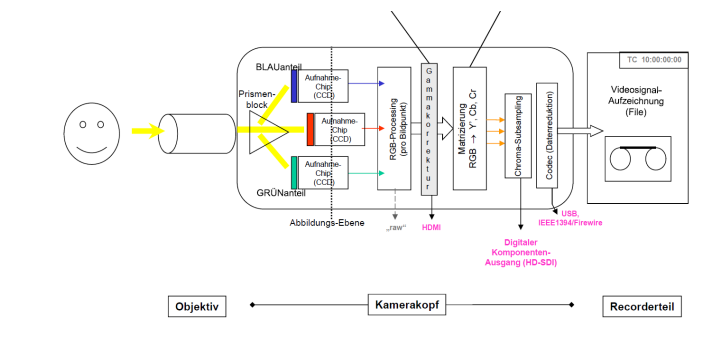 TC 10:00:00:00
BLAUanteil
Aufnahme-
Chip
(CCD)
Prismen-
block
Aufnahme-
Chip
(CCD)
Aufnahme-
Chip
(CCD)
GRÜNanteil
Abbildungs-Ebene
RGB-Processing
(pro Bildpunkt)
Gammakorrektur
Matrizierung
RGB → Y', Cb, Cr
Chroma-Subsampling
Codec (Datenreduktion)
Videosignal-
Aufzeichnung
(File)
„raw“
HDMI
USB,
IEEE1394/Firewire
Digitaler
Komponenten-
Ausgang (HD-SDI)
Objektiv
Kamerakopf
Recorderteil